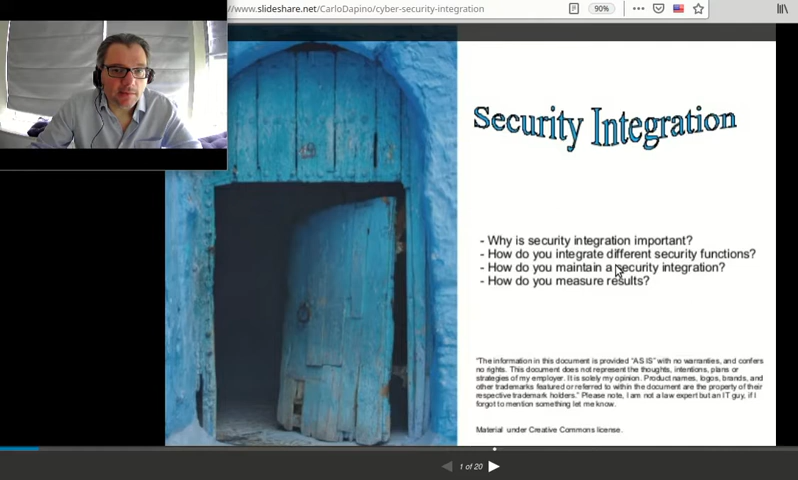 /www.slideshare.net/CarloDapino/cyber-security-integration
90%
Security Integration
- Why is security integration important?
- How do you integrate different security functions?
- How do you maintain a security integration?
- How do you measure results?
"The information in this document is provided "AS IS" with no warranties, and confers
no rights. This document does not represent the thoughts, intentions, plans or
strategies of my employer. It is solely my opinion. Product names, logos, brands, and
other trademarks featured or referred to within the document are the property of their
respective trademark holders." Please note, I am not a law expert but an IT guy, if I
forgot to mention something let me know.
Material under Creative Commons license.
1 of 20